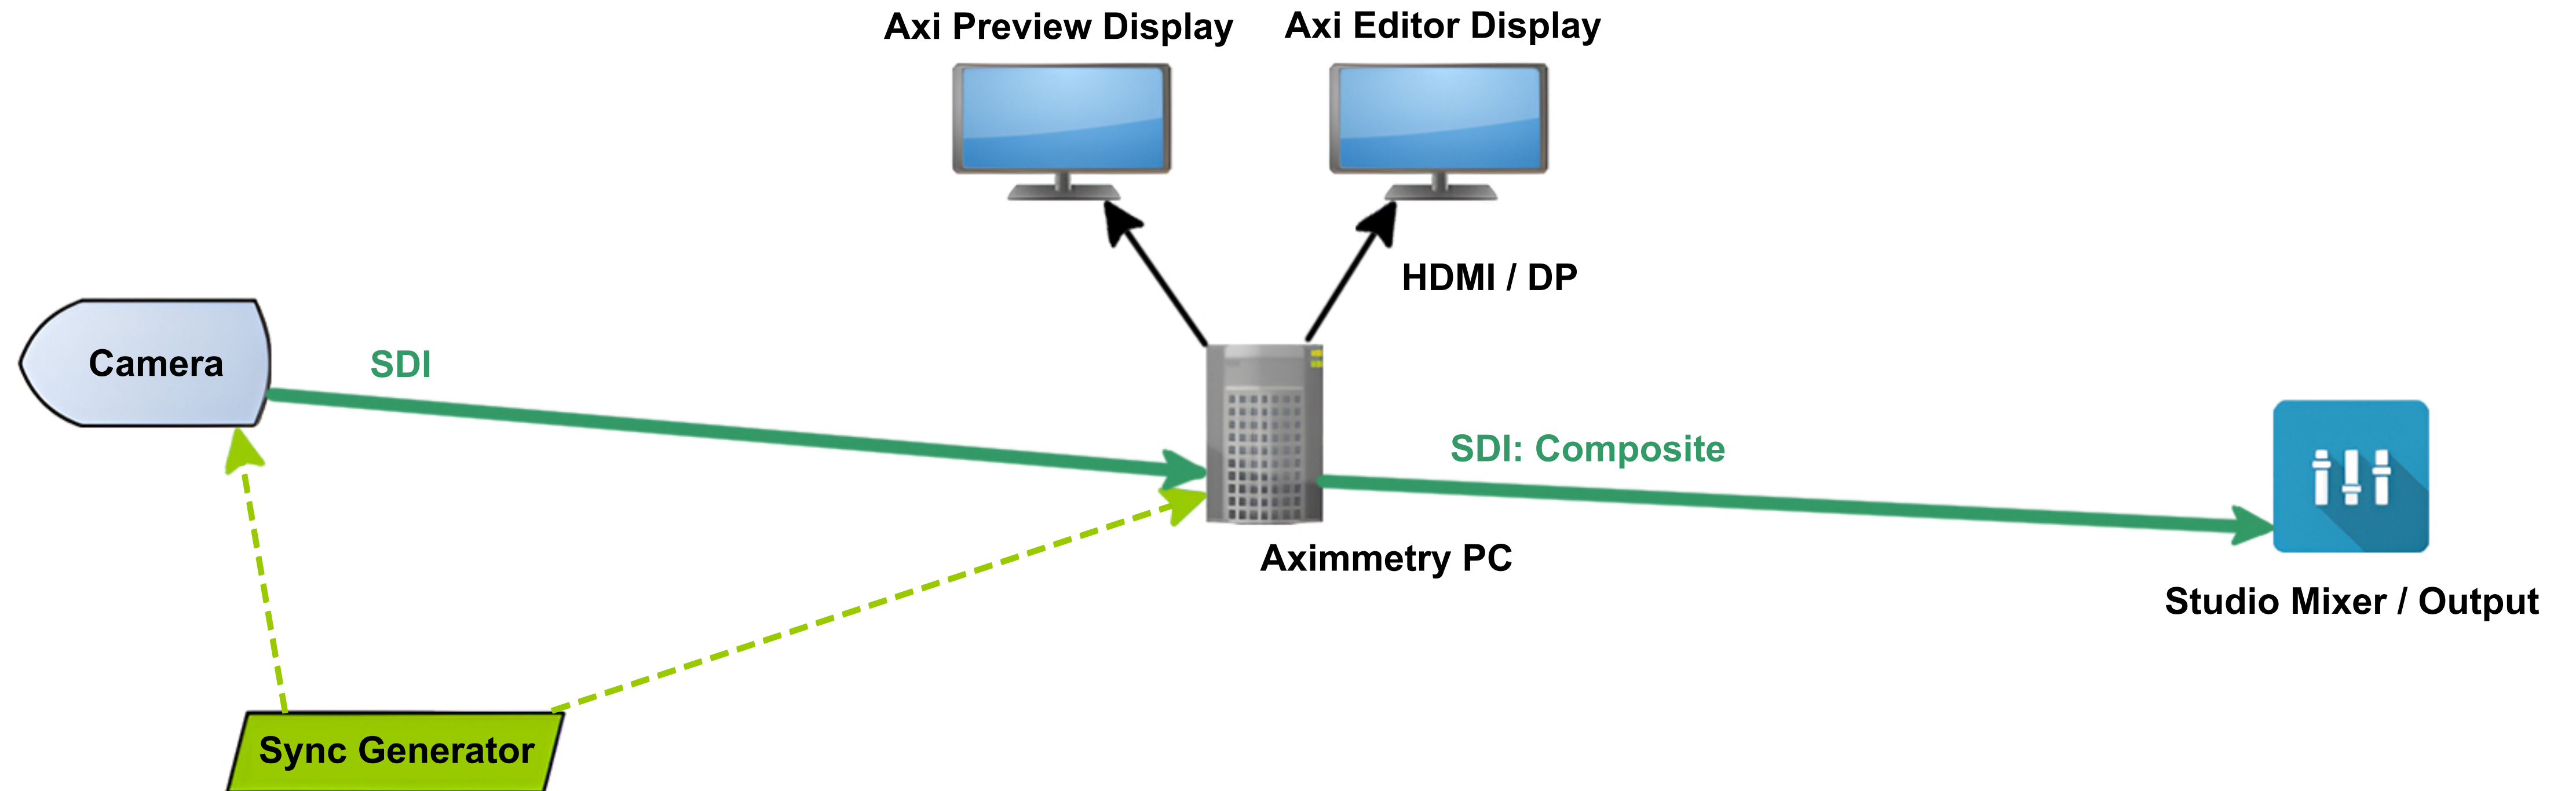 Axi Preview Display
Axi Editor Display
HDMI / DP
Camera
SDI
SDI: Composite
Aximmetry PC
Studio Mixer / Output
Sync Generator